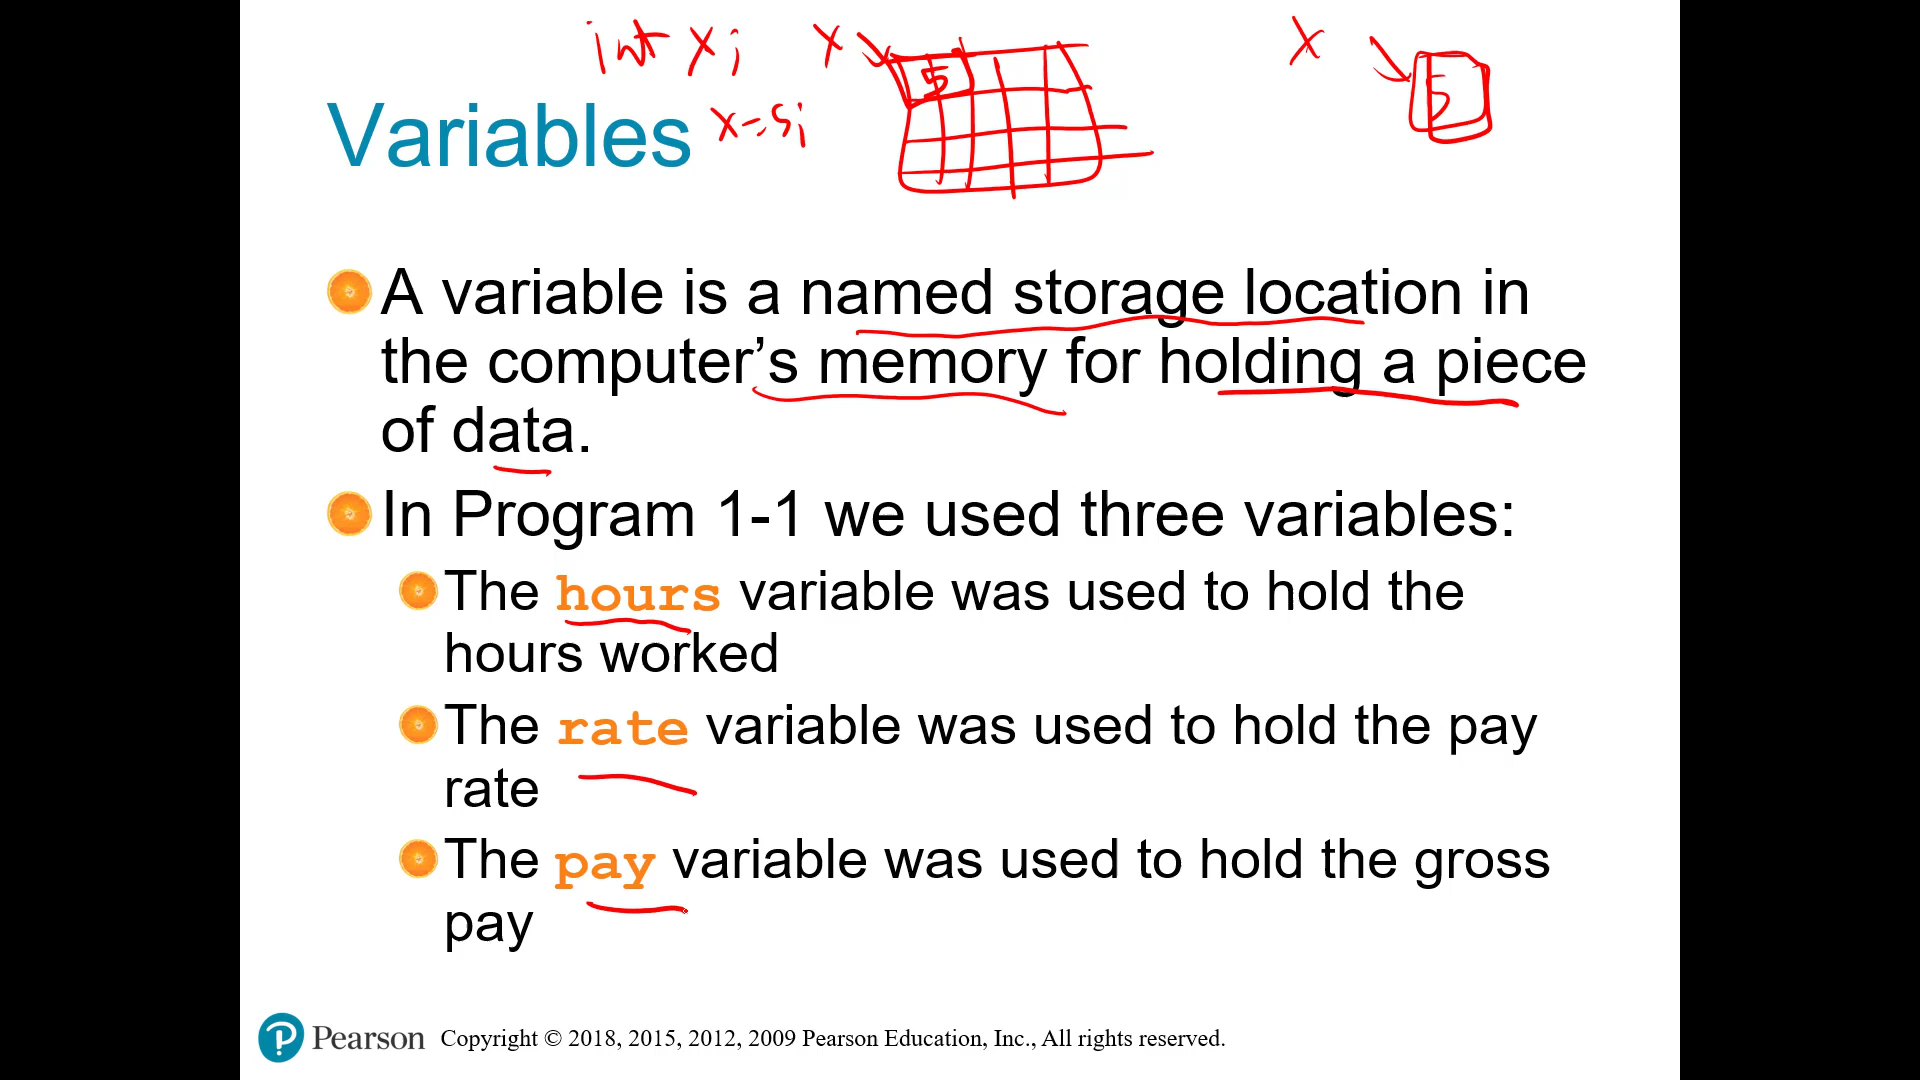 int x;
x
5
x
5
Variables
x=5;
A variable is a named storage location in
the computer’s memory for holding a piece
of data.
In Program 1-1 we used three variables:
The hours variable was used to hold the
hours worked
The rate variable was used to hold the pay
rate
The pay variable was used to hold the gross
pay
P Pearson Copyright © 2018, 2015, 2012, 2009 Pearson Education, Inc., All rights reserved.